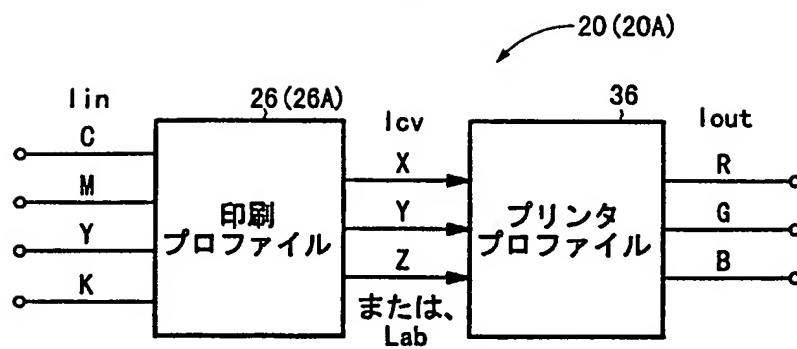 20(20A)
Iin
26(26A)
Icv
36
Iout
C
M
Y
K
印刷
プロファイル
X
Y
Z
または、
Lab
プリンタ
プロファイル
R
G
B